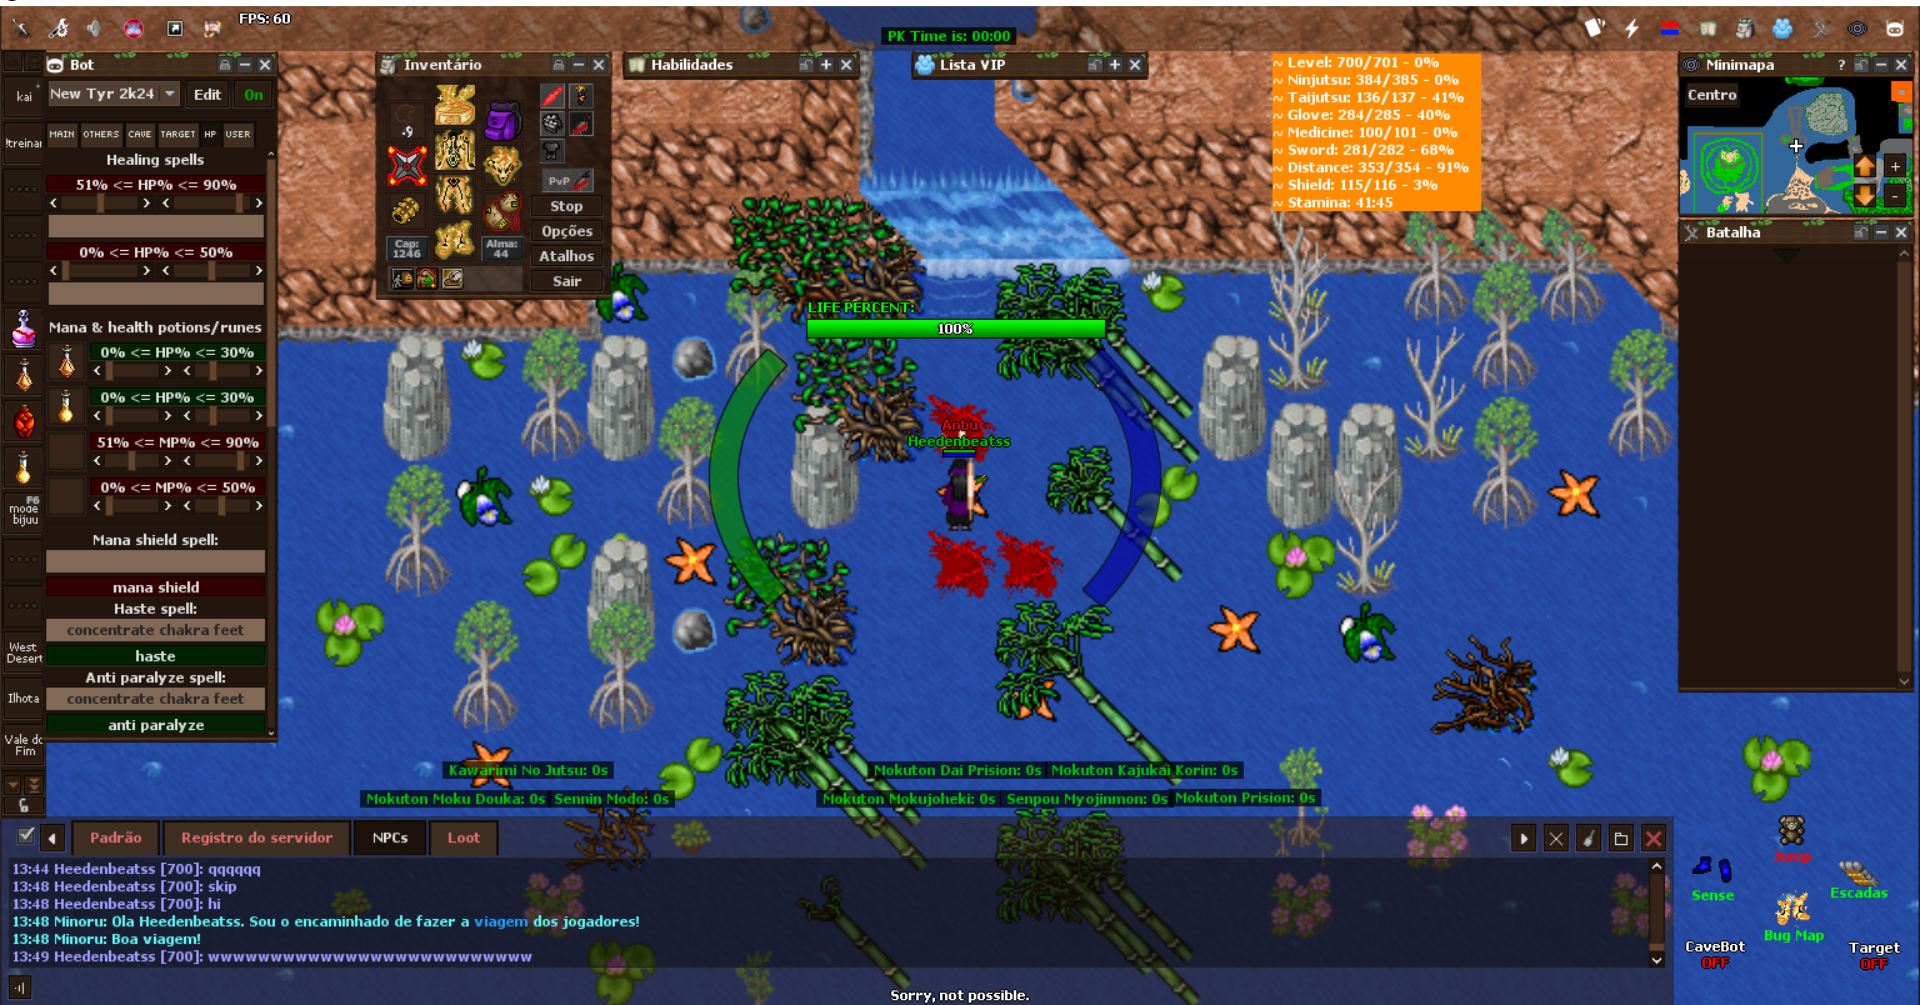 FPS: 60
PK Time is: 00:00
Bot
Inventário
Habilidades
Lista VIP
~ Level: 700/701 - 0%
~ Ninjutsu: 384/385 - 0%
~ Taijutsu: 136/137 - 41%
~ Glove: 284/285 - 40%
~ Medicine: 100/101 - 0%
~ Sword: 281/282 - 68%
~ Distance: 353/354 - 91%
~ Shield: 115/116 - 3%
~ Stamina: 41:45
Minimapa
?
Centro
Batalha
kai
!treinar
New Tyr 2k24
Edit
On
MAIN OTHERS CAVE TARGET HP USER
Healing spells
51% <= HP% <= 90%
0% <= HP% <= 50%
Mana & health potions/runes
0% <= HP% <= 30%
0% <= HP% <= 30%
51% <= MP% <= 90%
0% <= MP% <= 50%
F6
mode
bijuu
Mana shield spell:
mana shield
Haste spell:
concentrate chakra feet
haste
Anti paralyze spell:
concentrate chakra feet
anti paralyze
West
Desert
Ilhota
Vale do
Fim
PvP
Stop
Opções
Atalhos
Sair
Cap:
1246
Alma:
44
LIFE PERCENT:
100%
Anbu
Heedenbeatss
Kawarimi No Jutsu: 0s
Mokuton Dai Prision: 0s
Mokuton Kajukai Korin: 0s
Mokuton Moku Douka: 0s
Sennin Modo: 0s
Mokuton Mokujoheki: 0s
Senpou Myojinmon: 0s
Mokuton Prision: 0s
Padrão
Registro do servidor
NPCs
Loot
13:44 Heedenbeatss [700]: qqqqqq
13:48 Heedenbeatss [700]: skip
13:48 Heedenbeatss [700]: hi
13:48 Minoru: Ola Heedenbeatss. Sou o encaminhado de fazer a viagem dos jogadores!
13:48 Minoru: Boa viagem!
13:49 Heedenbeatss [700]: wwwwwwwwwwwwwwwwwwwwwwwwww
Sorry, not possible.
Jump
Sense
Escadas
Bug Map
CaveBot
OFF
Target
OFF